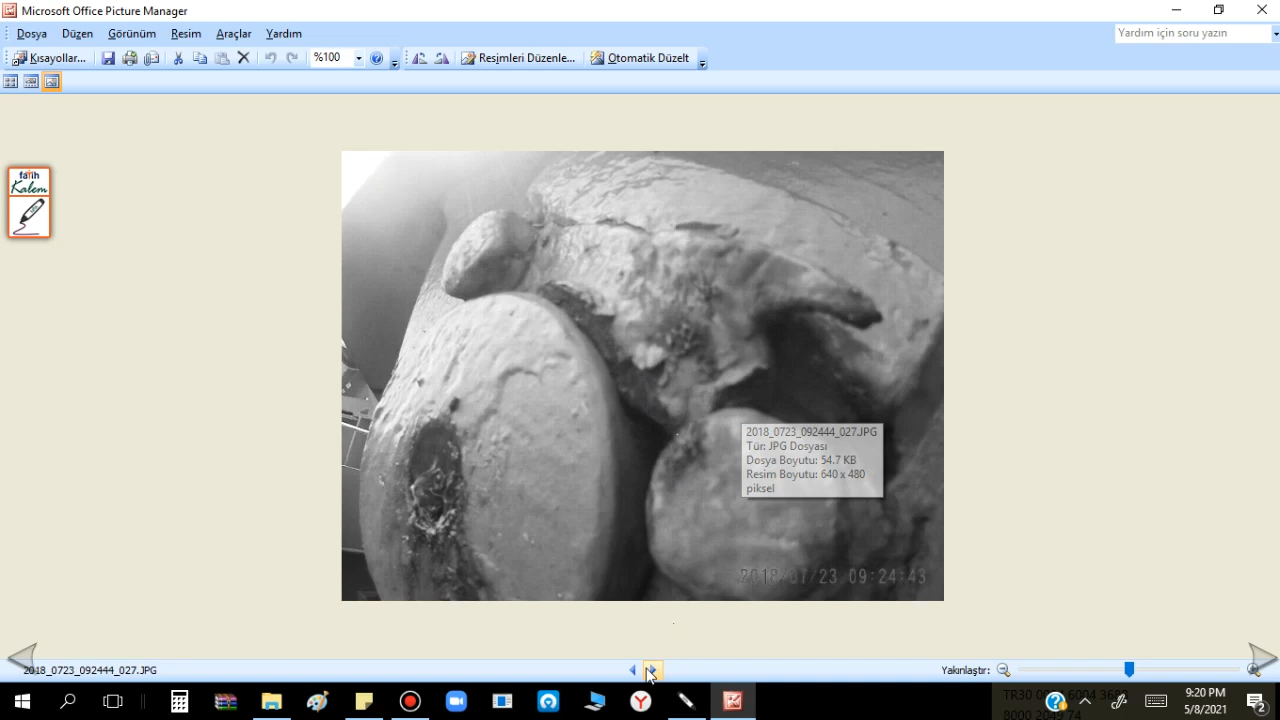 Microsoft Office Picture Manager
Dosya Düzen Görünüm Resim Araçlar Yardım
Yardım için soru yazın
Kısayollar... %100 Resimleri Düzenle... Otomatik Düzelt
fatih
Kalem
2018_0723_092444_027.JPG
Tür: JPG Dosyası
Dosya Boyutu: 54.7 KB
Resim Boyutu: 640 x 480
piksel
2018/07/23 09:24:43
2018_0723_092444_027.JPG
Yakınlaştır:
9:20 PM
5/8/2021
2